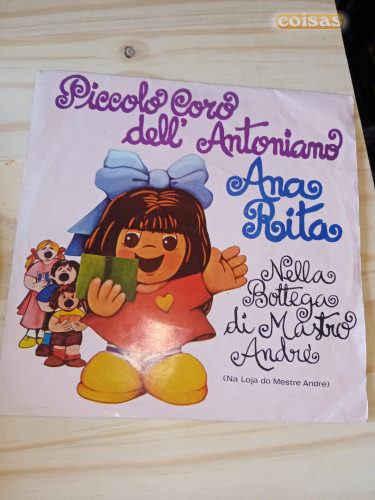 coisas
Piccolo Coro
dell' Antoniano
Ana
Rita
Nella
Bottega
di Mastro
André
(Na Loja do Mestre André)